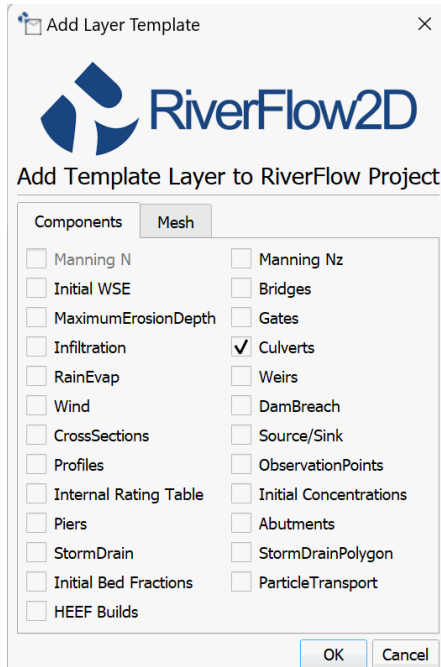 Add Layer Template
RiverFlow2D
Add Template Layer to RiverFlow Project
Components Mesh
Manning N Manning Nz
Initial WSE Bridges
MaximumErosionDepth Gates
Infiltration Culverts
RainEvap Weirs
Wind DamBreach
CrossSections Source/Sink
Profiles ObservationPoints
Internal Rating Table Initial Concentrations
Piers Abutments
StormDrain StormDrainPolygon
Initial Bed Fractions ParticleTransport
HEEF Builds
OK Cancel